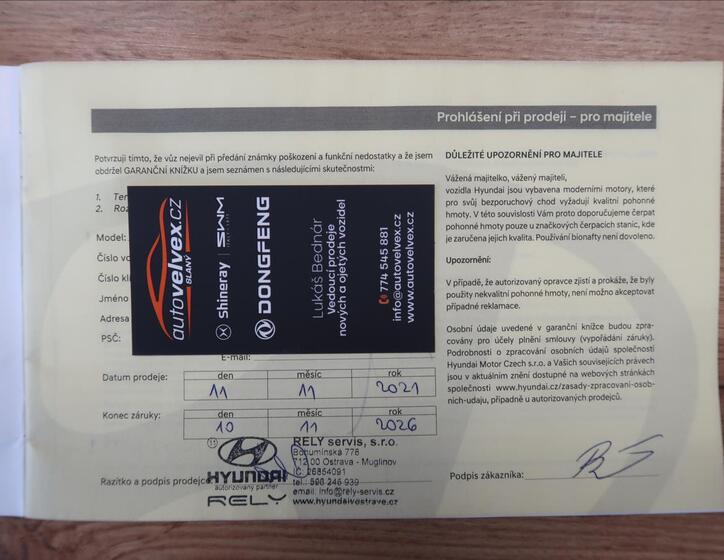 Prohlášení při prodeji – pro majitele
Potvrzuji tímto, že vůz nejevil při předání známky poškození a funkční nedostatky a že jsem
obdržel GARANČNÍ KNÍŽKU a jsem seznámen s následujícími skutečnostmi:
1. Ter
2. Roz
Model:
Číslo vo
Číslo kl
Jméno
Adresa
PSČ:
E-mail:
autovelvex.cz
SLANÝ
Shineray
SWM
DONGFENG
Lukáš Bednár
Vedoucí prodeje
nových a ojetých vozidel
774 545 881
info@autovelvex.cz
www.autovelvex.cz
Datum prodeje:
den měsíc rok
11 11 2021
Konec záruky:
den měsíc rok
10 11 2026
Razítko a podpis prodejce
11
HYUNDAI
autorizovaný partner
RELY
RELY servis, s.r.o.
Bohumínská 776
712 00 Ostrava - Muglinov
IČ: 26854091
tel.: 596 246 939
email: info@rely-servis.cz
www.hyundaivostrave.cz
DŮLEŽITÉ UPOZORNĚNÍ PRO MAJITELE
Vážená majitelko, vážený majiteli,
vozidla Hyundai jsou vybavena moderními motory, které
pro svůj bezporuchový chod vyžadují kvalitní pohonné
hmoty. V této souvislosti Vám proto doporučujeme čerpat
pohonné hmoty pouze u značkových čerpacích stanic, kde
je zaručena jejich kvalita. Používání bionafty není dovoleno.
Upozornění:
V případě, že autorizovaný opravce zjistí a prokáže, že byly
použity nekvalitní pohonné hmoty, není možno akceptovat
případné reklamace.
Osobní údaje uvedené v garanční knížce budou zpra-
covány pro účely plnění smlouvy (vypořádání záruky).
Podrobnosti o zpracování osobních údajů společností
Hyundai Motor Czech s.r.o. a Vašich souvisejících právech
jsou v aktuálním znění dostupné na webových stránkách
společnosti www.hyundai.cz/zasady-zpracovani-osob-
nich-udaju, případně u autorizovaných prodejců.
Podpis zákazníka: